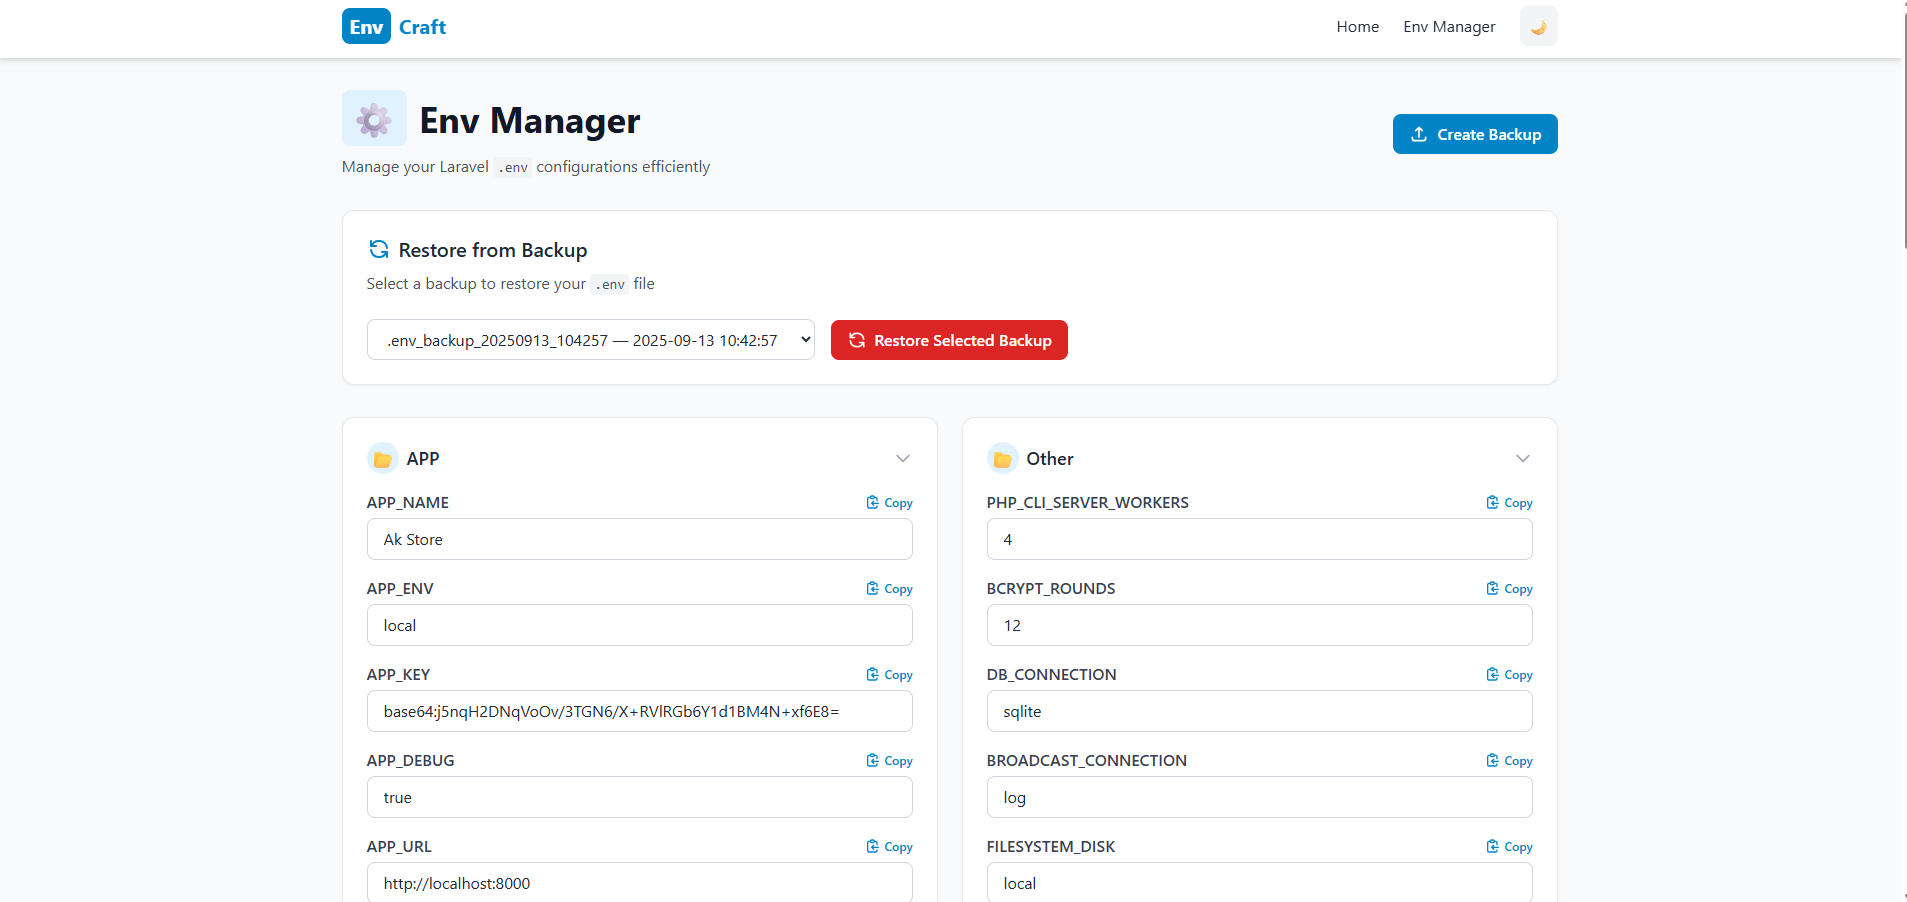 Env Craft
Home Env Manager
Env Manager
Create Backup
Manage your Laravel .env configurations efficiently
Restore from Backup
Select a backup to restore your .env file
.env_backup_20250913_104257 — 2025-09-13 10:42:57
Restore Selected Backup
APP
APP_NAME Copy
Ak Store
APP_ENV Copy
local
APP_KEY Copy
base64:j5nqH2DNqVoOv/3TGN6/X+RVlRGb6Y1d1BM4N+xf6E8=
APP_DEBUG Copy
true
APP_URL Copy
http://localhost:8000
Other
PHP_CLI_SERVER_WORKERS Copy
4
BCRYPT_ROUNDS Copy
12
DB_CONNECTION Copy
sqlite
BROADCAST_CONNECTION Copy
log
FILESYSTEM_DISK Copy
local